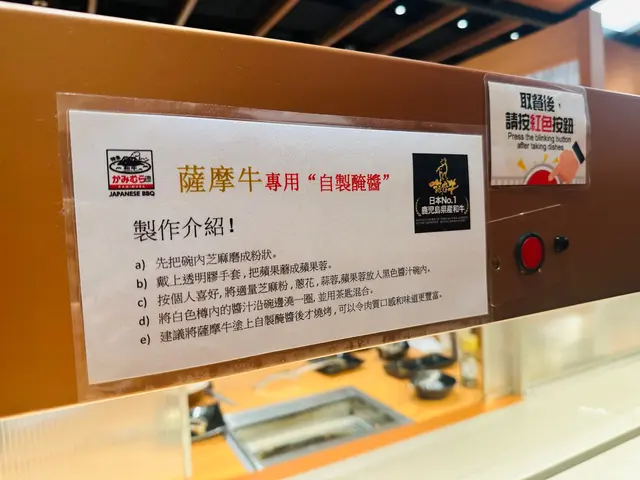 かみむら
JAPANESE BBQ
薩摩牛專用“自製醃醬”
日本No.1
鹿児島県産和牛
製作介紹!
a) 先把碗內芝麻磨成粉狀。
b) 戴上透明膠手套, 把蘋果磨成蘋果蓉。
c) 按個人喜好, 將適量芝麻粉, 蔥花, 蒜蓉,蘋果蓉放入黑色醬汁碗內。
d) 將白色樽內的醬汁沿碗邊澆一圈, 並用茶匙混合。
e) 建議將薩摩牛塗上自製醃醬後才燒烤, 可以令肉質口感和味道更豐富。
取餐後,
請按紅色按鈕
Press the blinking button
after taking dishes